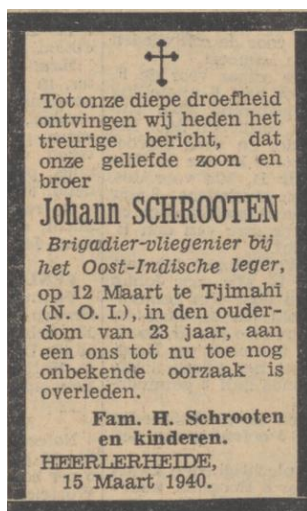 Tot onze diepe droefheid
ontvingen wij heden het
treurige bericht, dat
onze geliefde zoon en
broer
Johann SCHROOTEN
Brigadier-vliegenier bij
het Oost-Indische leger,
op 12 Maart te Tjimahi
(N. O. I.), in den ouder-
dom van 23 jaar, aan
een ons tot nu toe nog
onbekende oorzaak is
overleden.
Fam. H. Schrooten
en kinderen.
HEERLERHEIDE,
15 Maart 1940.